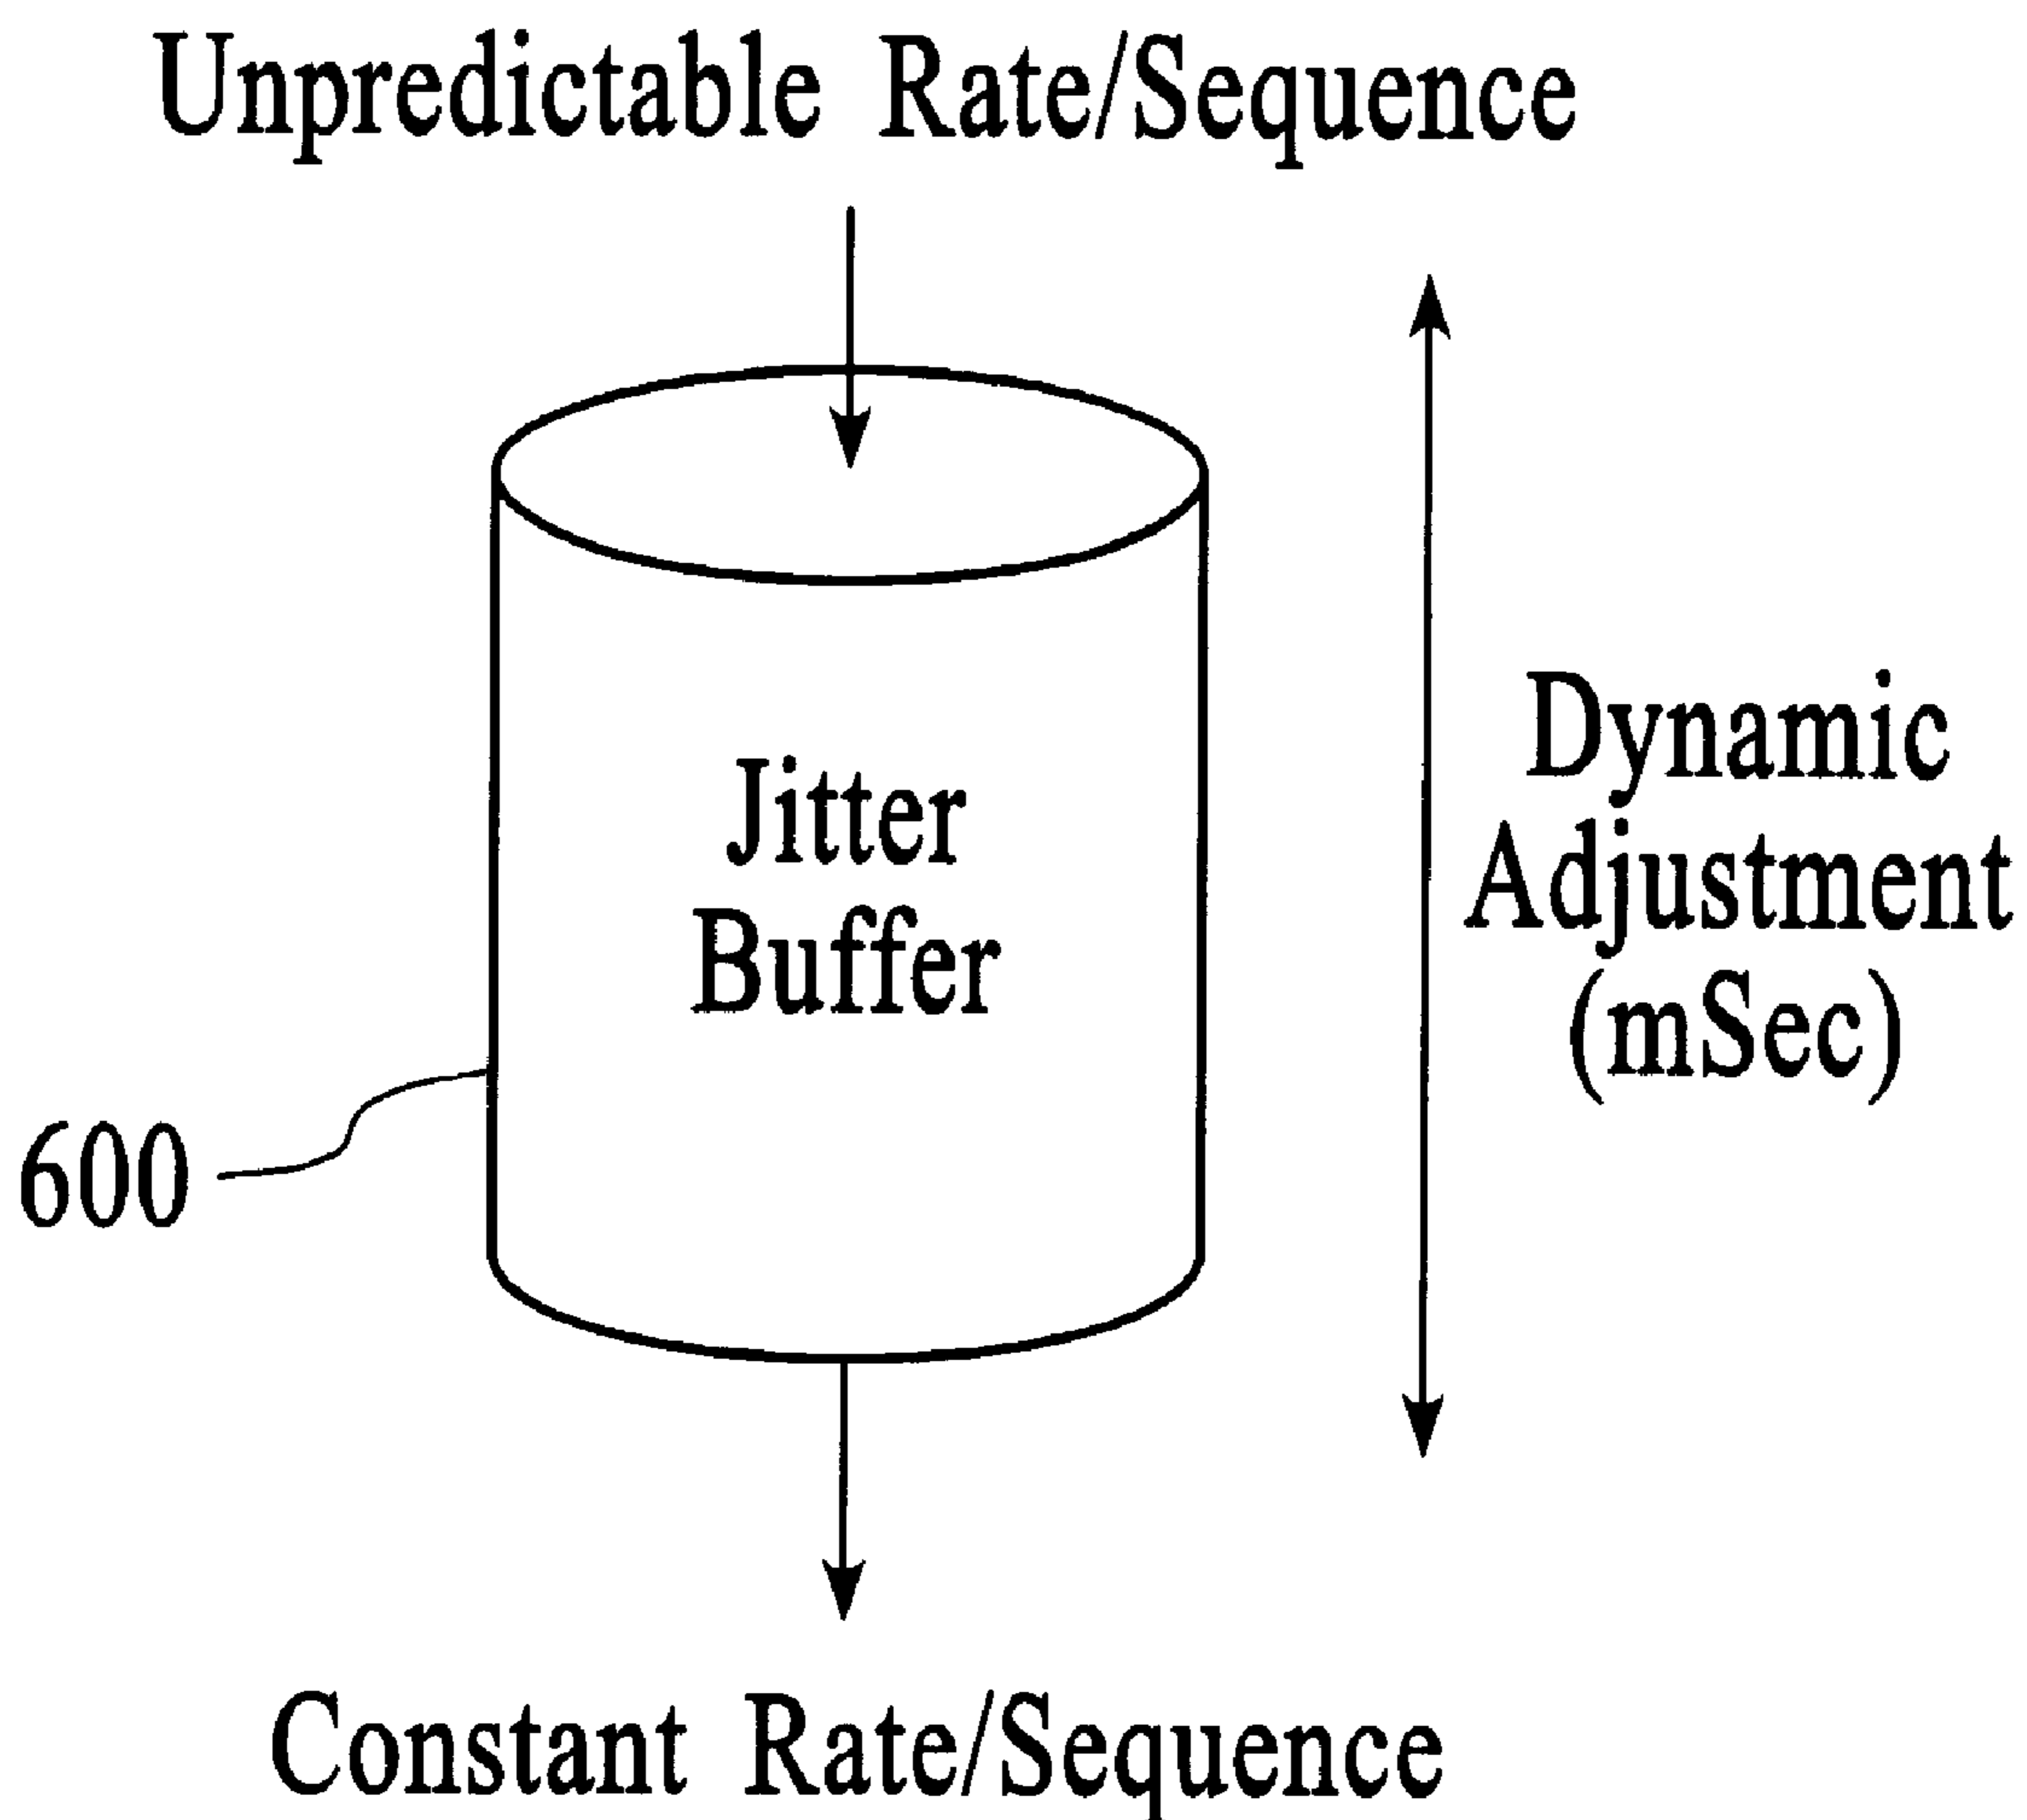 Unpredictable Rate/Sequence
Jitter
Buffer
Dynamic
Adjustment
(mSec)
600
Constant Rate/Sequence